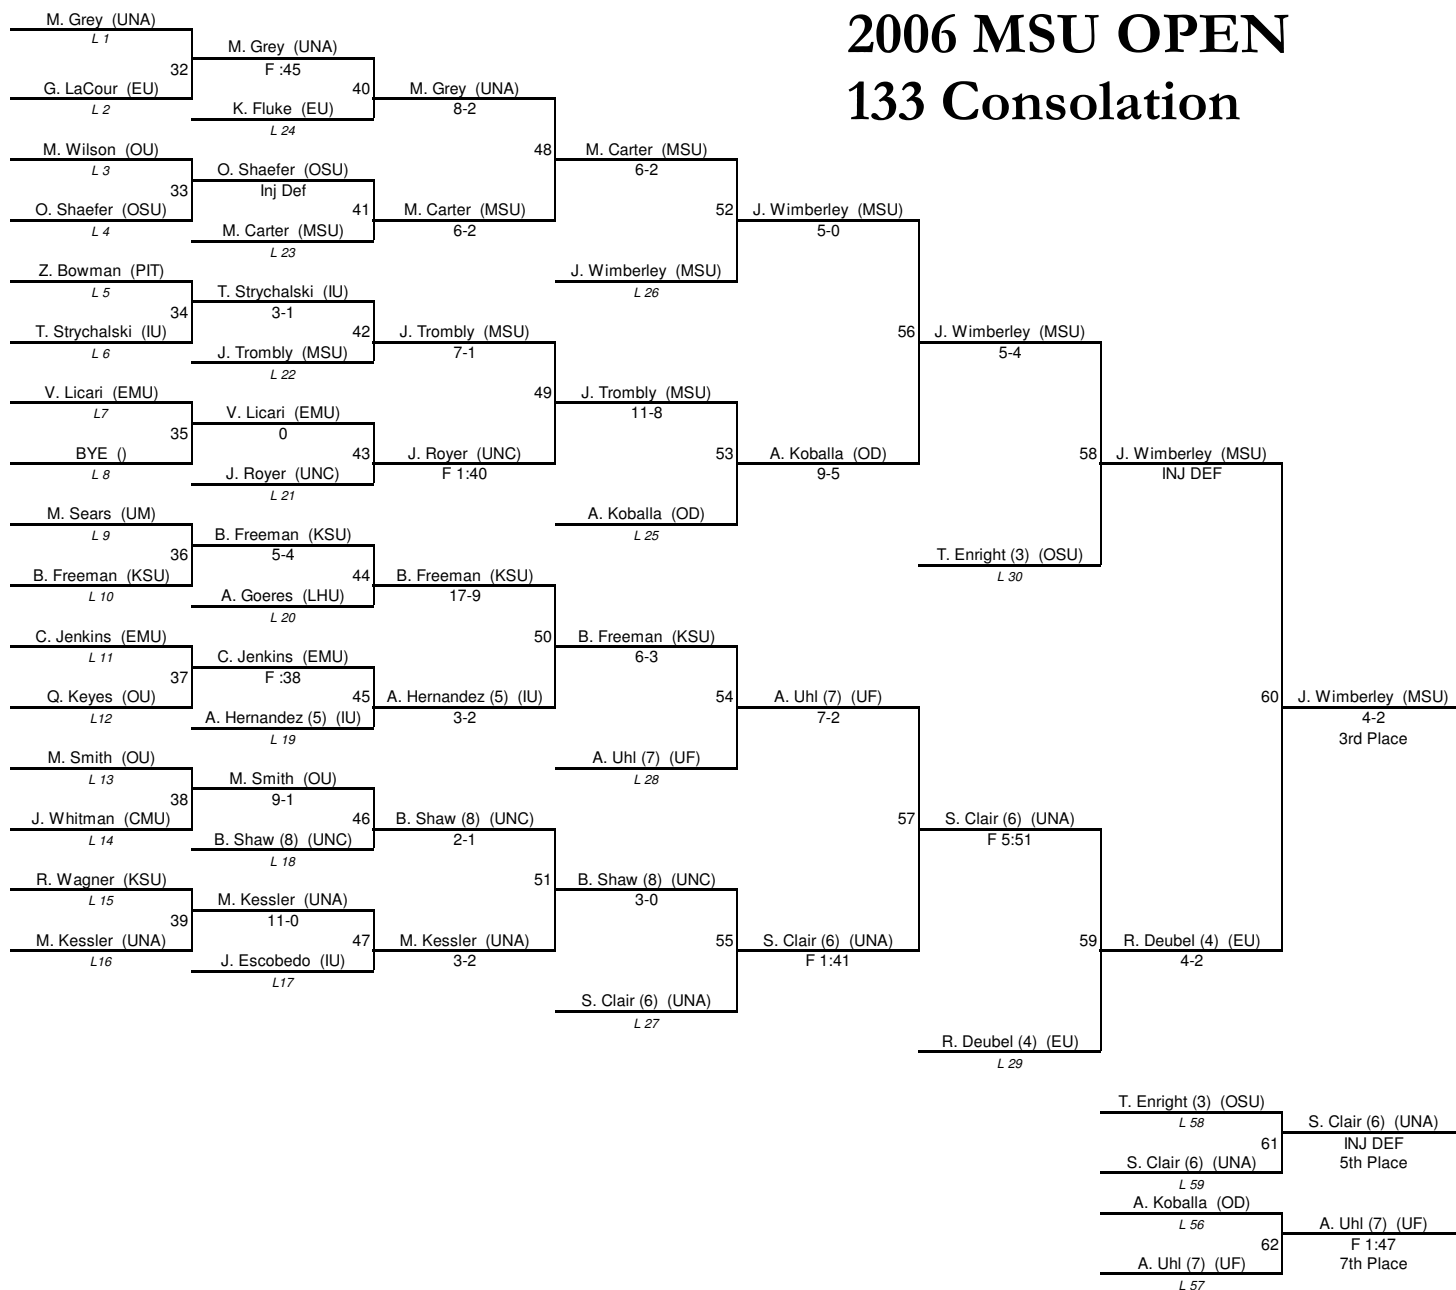 2006 MSU OPEN
133 Consolation
M. Grey (UNA)
L 1
32
G. LaCour (EU)
L 2
M. Wilson (OU)
L 3
33
O. Shaefer (OSU)
L 4
Z. Bowman (PIT)
L 5
34
T. Strychalski (IU)
L 6
V. Licari (EMU)
L7
35
BYE ()
L 8
M. Sears (UM)
L 9
36
B. Freeman (KSU)
L 10
C. Jenkins (EMU)
L 11
37
Q. Keyes (OU)
L12
M. Smith (OU)
L 13
38
J. Whitman (CMU)
L 14
R. Wagner (KSU)
L 15
39
M. Kessler (UNA)
L16
M. Grey (UNA)
F :45
40
K. Fluke (EU)
L 24
O. Shaefer (OSU)
Inj Def
41
M. Carter (MSU)
L 23
T. Strychalski (IU)
3-1
42
J. Trombly (MSU)
L 22
V. Licari (EMU)
0
43
J. Royer (UNC)
L 21
B. Freeman (KSU)
5-4
44
A. Goeres (LHU)
L 20
C. Jenkins (EMU)
F :38
45
A. Hernandez (5) (IU)
L 19
M. Smith (OU)
9-1
46
B. Shaw (8) (UNC)
L 18
M. Kessler (UNA)
11-0
47
J. Escobedo (IU)
L17
M. Grey (UNA)
8-2
48
M. Carter (MSU)
6-2
J. Trombly (MSU)
7-1
49
J. Royer (UNC)
F 1:40
B. Freeman (KSU)
17-9
50
A. Hernandez (5) (IU)
3-2
B. Shaw (8) (UNC)
2-1
51
M. Kessler (UNA)
3-2
M. Carter (MSU)
6-2
52
J. Wimberley (MSU)
L 26
J. Trombly (MSU)
11-8
53
A. Koballa (OD)
L 25
B. Freeman (KSU)
6-3
54
A. Uhl (7) (UF)
L 28
B. Shaw (8) (UNC)
3-0
55
S. Clair (6) (UNA)
L 27
J. Wimberley (MSU)
5-0
56
A. Koballa (OD)
9-5
A. Uhl (7) (UF)
7-2
57
S. Clair (6) (UNA)
F 1:41
J. Wimberley (MSU)
5-4
58
T. Enright (3) (OSU)
L 30
S. Clair (6) (UNA)
F 5:51
59
R. Deubel (4) (EU)
L 29
J. Wimberley (MSU)
INJ DEF
60
R. Deubel (4) (EU)
4-2
J. Wimberley (MSU)
4-2
3rd Place
T. Enright (3) (OSU)
L 58
61
S. Clair (6) (UNA)
L 59
S. Clair (6) (UNA)
INJ DEF
5th Place
A. Koballa (OD)
L 56
62
A. Uhl (7) (UF)
L 57
A. Uhl (7) (UF)
F 1:47
7th Place